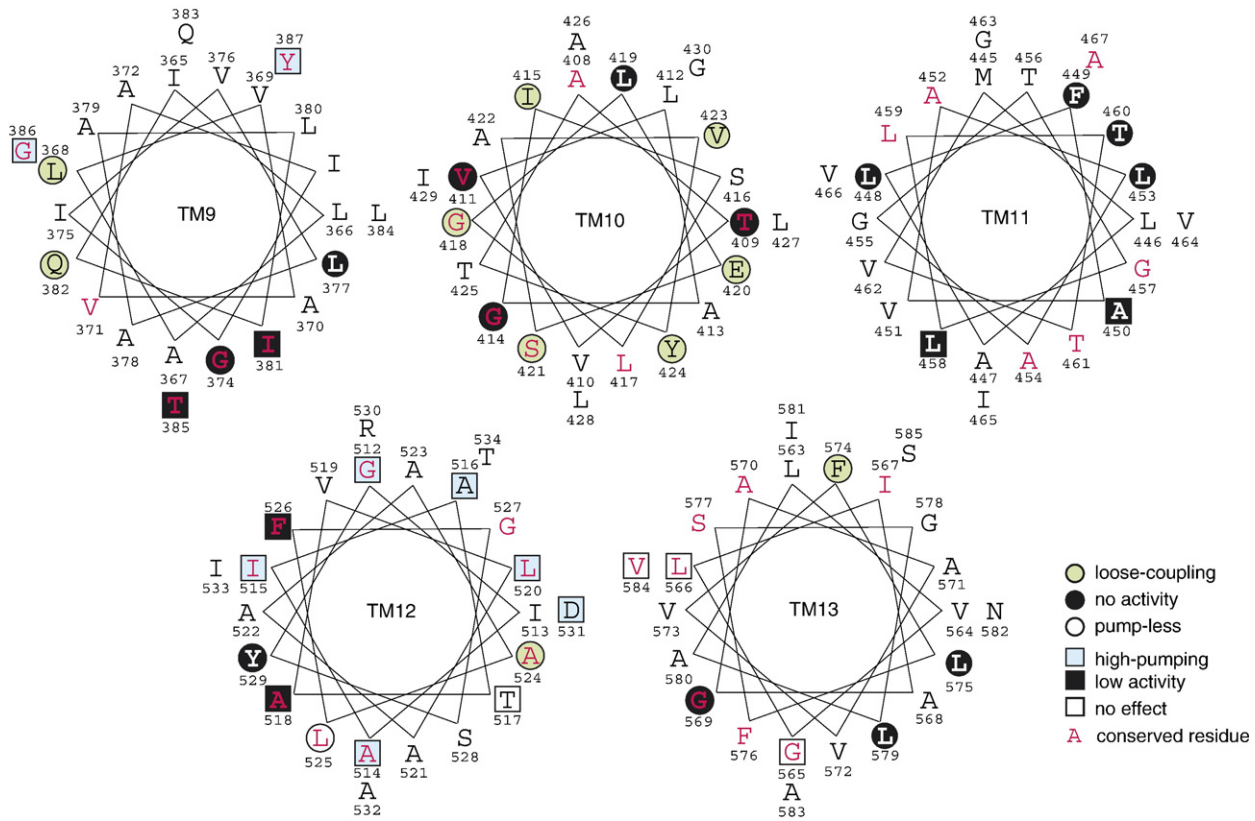 383
Q
387
Y
365
I
376
V
369
V
372
A
380
L
379
A
386
G
368
L
I
TM9
I
375
L
366
L
384
Q
382
L
377
V
371
A
370
A
378
A
367
G
374
I
381
T
385
426
A
408
A
419
L
430
G
412
L
415
I
423
V
422
A
I
429
V
411
S
416
TM10
G
418
T
409
L
427
T
425
E
420
G
414
A
413
S
421
V
410
L
417
Y
424
L
428
463
G
445
M
456
T
467
A
449
F
452
A
460
T
459
L
V
466
L
448
L
453
TM11
G
455
L
446
V
464
V
462
G
457
V
451
A
450
L
458
A
447
A
454
T
461
I
465
530
R
512
G
523
A
534
T
516
A
519
V
527
G
526
F
I
533
I
515
L
520
TM12
A
522
I
513
D
531
Y
529
A
524
A
518
T
517
L
525
A
514
A
521
S
528
A
532
581
I
563
L
574
F
585
S
567
I
570
A
578
G
577
S
V
584
L
566
A
571
TM13
V
573
V
564
N
582
A
580
L
575
G
569
A
568
F
576
G
565
V
572
L
579
A
583
loose-coupling
no activity
pump-less
high-pumping
low activity
no effect
A conserved residue